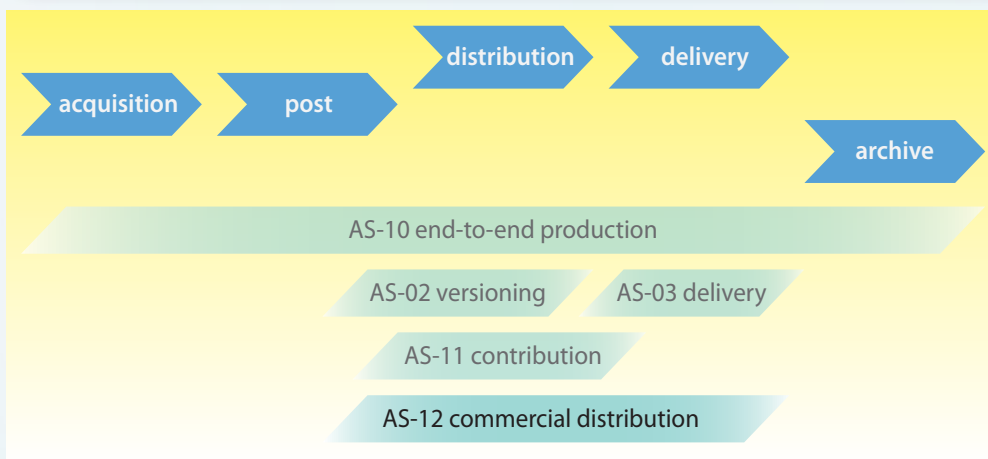 distribution
delivery
acquisition
post
archive
AS-10 end-to-end production
AS-02 versioning
AS-03 delivery
AS-11 contribution
AS-12 commercial distribution